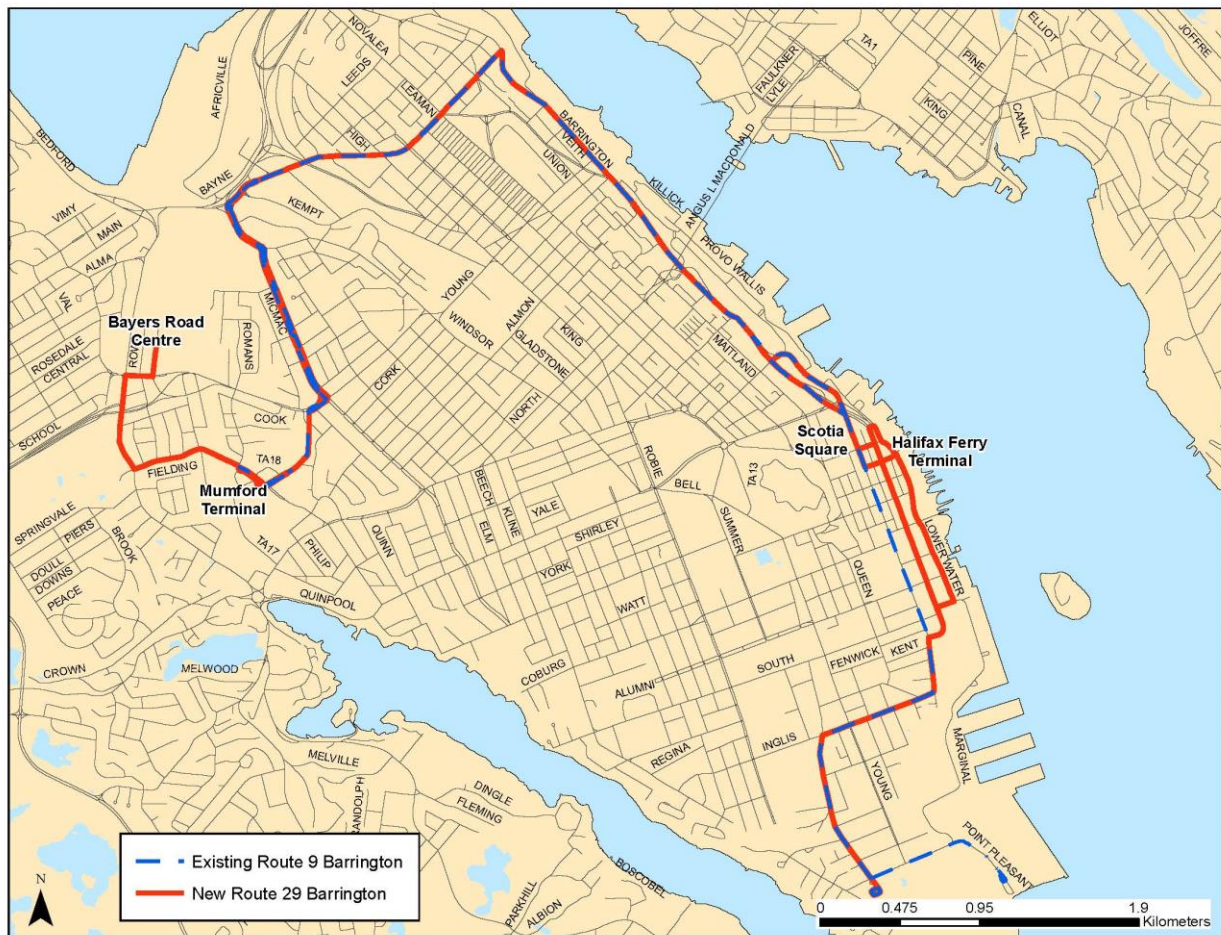 NOVALEA
LEEDS
AFRICVILLE
LEAMAN
HIGH
BEDFORD
BAYNE
KEMPT
BARRINGTON
VEITH
UNION
KILLICK
ANGUS L MACDONALD
PROVO WALLIS
FAULKNER
LYLE
TA1
PINE
KING
CANAL
ELLIOT
JOFFRE
VIMY
MAIN
ALMA
VAL
Bayers Road
Centre
ROSEDALE
CENTRAL
ROMANS
MICMAC
YOUNG
WINDSOR
ALMON
GLADSTONE
KING
MAITLAND
CORK
NORTH
SCHOOL
COOK
FIELDING
TA18
Mumford
Terminal
Scotia
Square
Halifax Ferry
Terminal
ROBIE
BELL
TA13
SUMMER
BEECH
ELM
KLINE
YALE
SHIRLEY
YORK
WATT
QUEEN
LOWER WATER
SPRINGVALE
PIERS
DOULL
DOWNS
PEACE
BROOK
TA17
PHILIP
QUINN
QUINPOOL
CROWN
MELWOOD
COBURG
ALUMNI
SOUTH
FENWICK
KENT
REGINA
INGLIS
YOUNG
MARGINAL
POINT PLEASANT
MELVILLE
DINGLE
FLEMING
BOSCOBEL
PARKHILL
ALBION
Existing Route 9 Barrington
New Route 29 Barrington
N
0 0.475 0.95 1.9
Kilometers